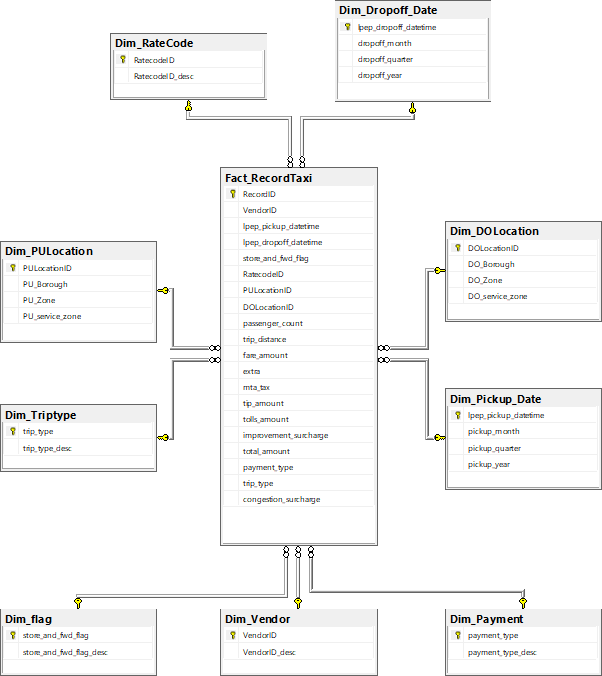 Dim_Dropoff_Date
lpep_dropoff_datetime
dropoff_month
dropoff_quarter
dropoff_year
Dim_RateCode
RatecodeID
RatecodeID_desc
Fact_RecordTaxi
RecordID
VendorID
lpep_pickup_datetime
lpep_dropoff_datetime
store_and_fwd_flag
RatecodeID
PULocationID
DOLocationID
passenger_count
trip_distance
fare_amount
extra
mta_tax
tip_amount
tolls_amount
improvement_surcharge
total_amount
payment_type
trip_type
congestion_surcharge
Dim_PULocation
PULocationID
PU_Borough
PU_Zone
PU_service_zone
Dim_DOLocation
DOLocationID
DO_Borough
DO_Zone
DO_service_zone
Dim_Triptype
trip_type
trip_type_desc
Dim_Pickup_Date
lpep_pickup_datetime
pickup_month
pickup_quarter
pickup_year
Dim_flag
store_and_fwd_flag
store_and_fwd_flag_desc
Dim_Vendor
VendorID
VendorID_desc
Dim_Payment
payment_type
payment_type_desc